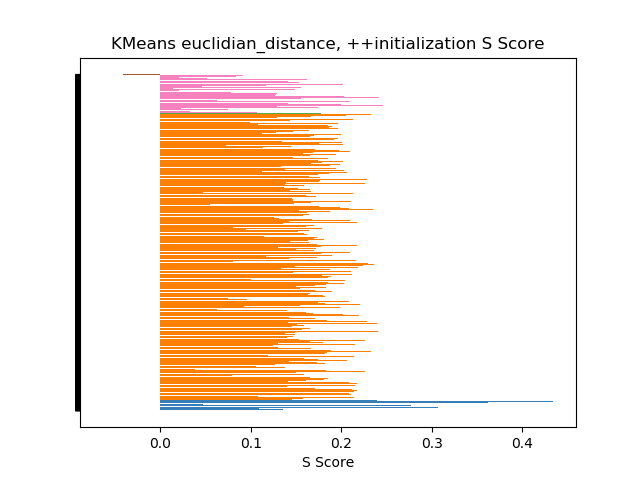 KMeans euclidian_distance, ++initialization S Score
0.0 0.1 0.2 0.3 0.4
S Score